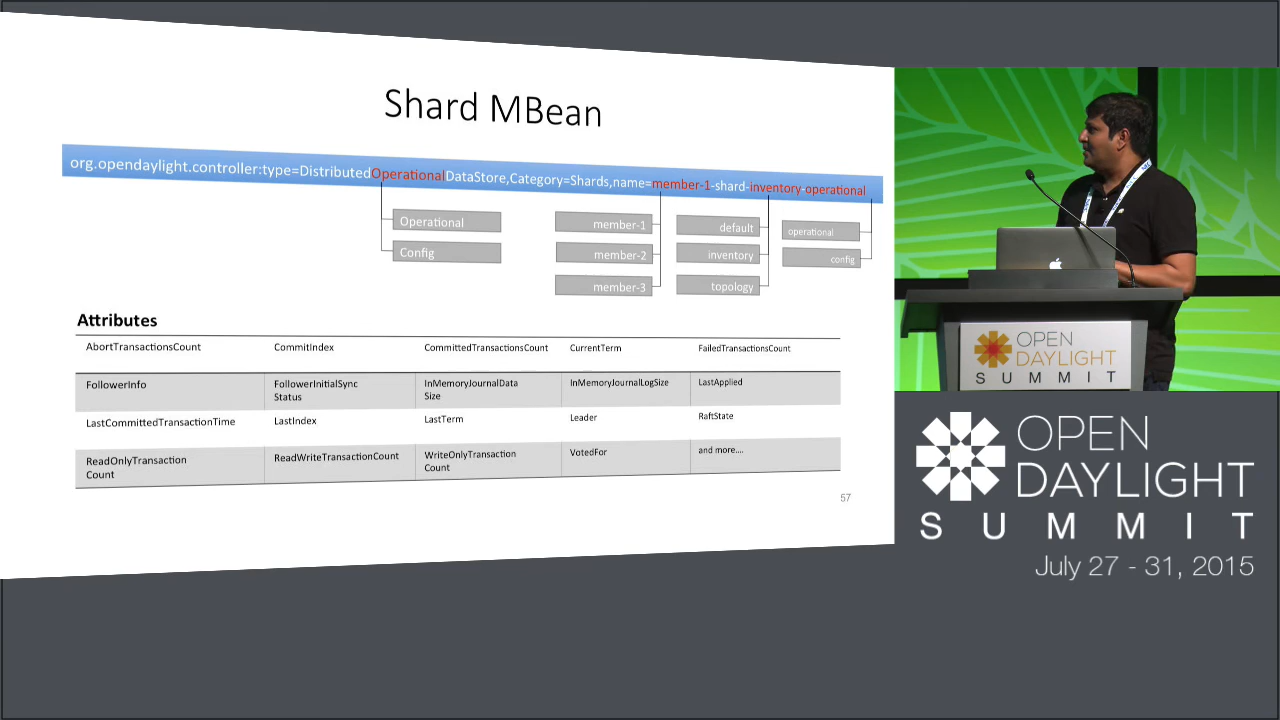 Shard MBean
org.opendaylight.controller:type=DistributedOperationalDataStore,Category=Shards,name=member-1-shard-inventory-operational
Operational
Config
member-1
member-2
member-3
default
inventory
topology
operational
config
Attributes
AbortTransactionsCount CommitIndex CommittedTransactionsCount CurrentTerm FailedTransactionsCount
FollowerInfo FollowerInitialSync InMemoryJournalData InMemoryJournalLogSize LastApplied
Status Size
LastCommittedTransactionTime LastIndex LastTerm Leader RaftState
ReadOnlyTransaction ReadWriteTransactionCount WriteOnlyTransaction VotedFor and more....
Count Count
57
OPEN
DAYLIGHT
SUMMIT
OPEN
DAYLIGHT
SUMMIT
July 27 - 31, 2015